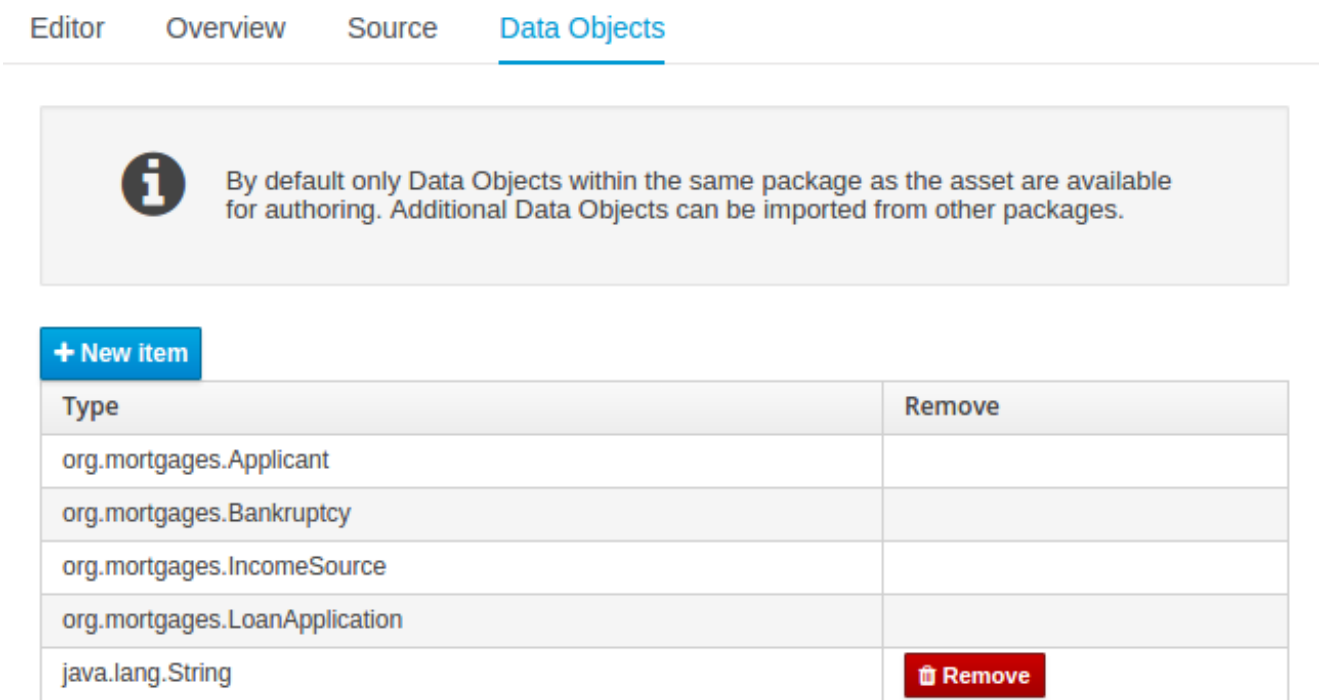 Editor Overview Source Data Objects
By default only Data Objects within the same package as the asset are available
for authoring. Additional Data Objects can be imported from other packages.
+ New item
Type Remove
org.mortgages.Applicant
org.mortgages.Bankruptcy
org.mortgages.IncomeSource
org.mortgages.LoanApplication
java.lang.String Remove